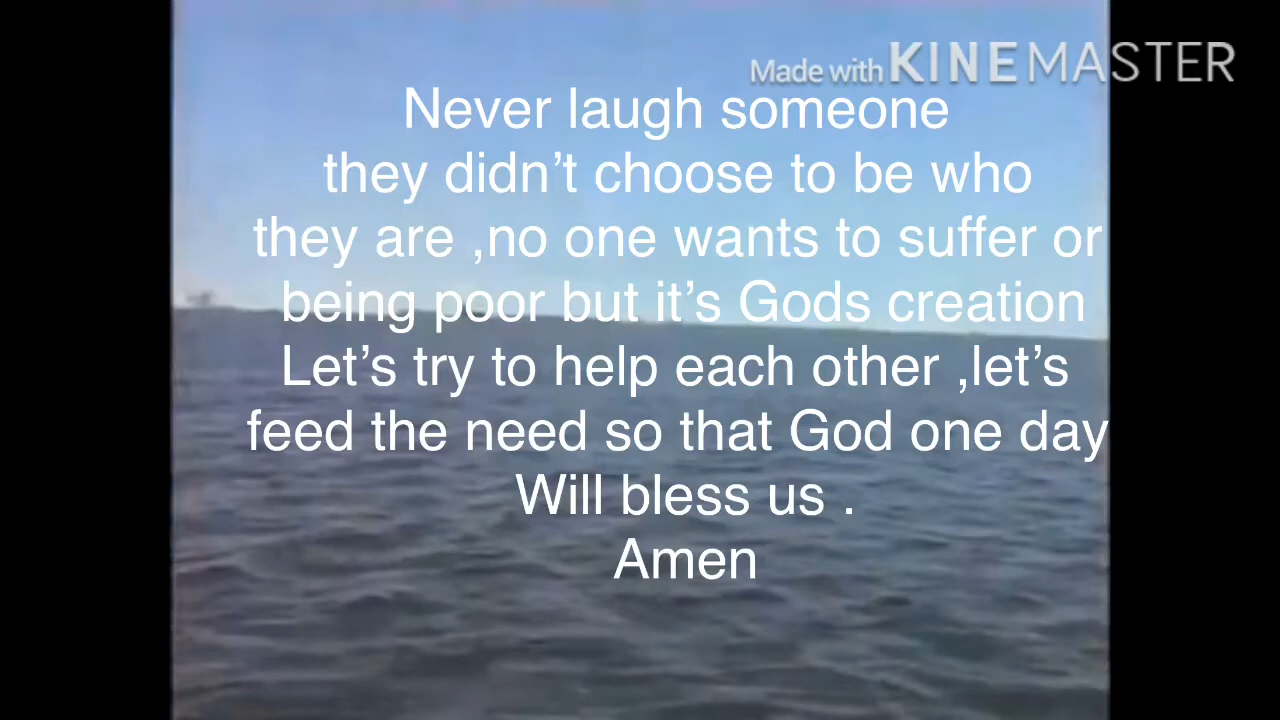 Made with KINEMASTER
Never laugh someone
they didn’t choose to be who
they are ,no one wants to suffer or
being poor but it’s Gods creation
Let’s try to help each other ,let’s
feed the need so that God one day
Will bless us .
Amen